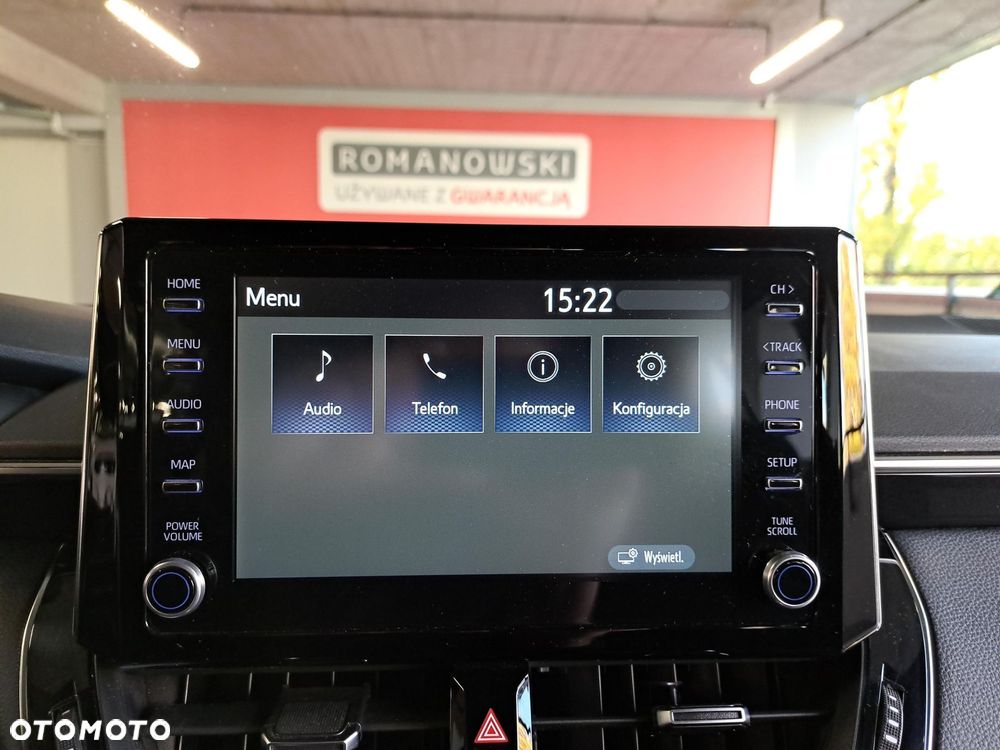 ROMANOWSKI
UŻYWANE Z GWARANCJĄ
HOME
MENU
AUDIO
MAP
POWER
VOLUME
Menu 15:22
Audio Telefon Informacje Konfiguracja
Wyświetl.
CH >
< TRACK
PHONE
SETUP
TUNE
SCROLL
OTOMOTO